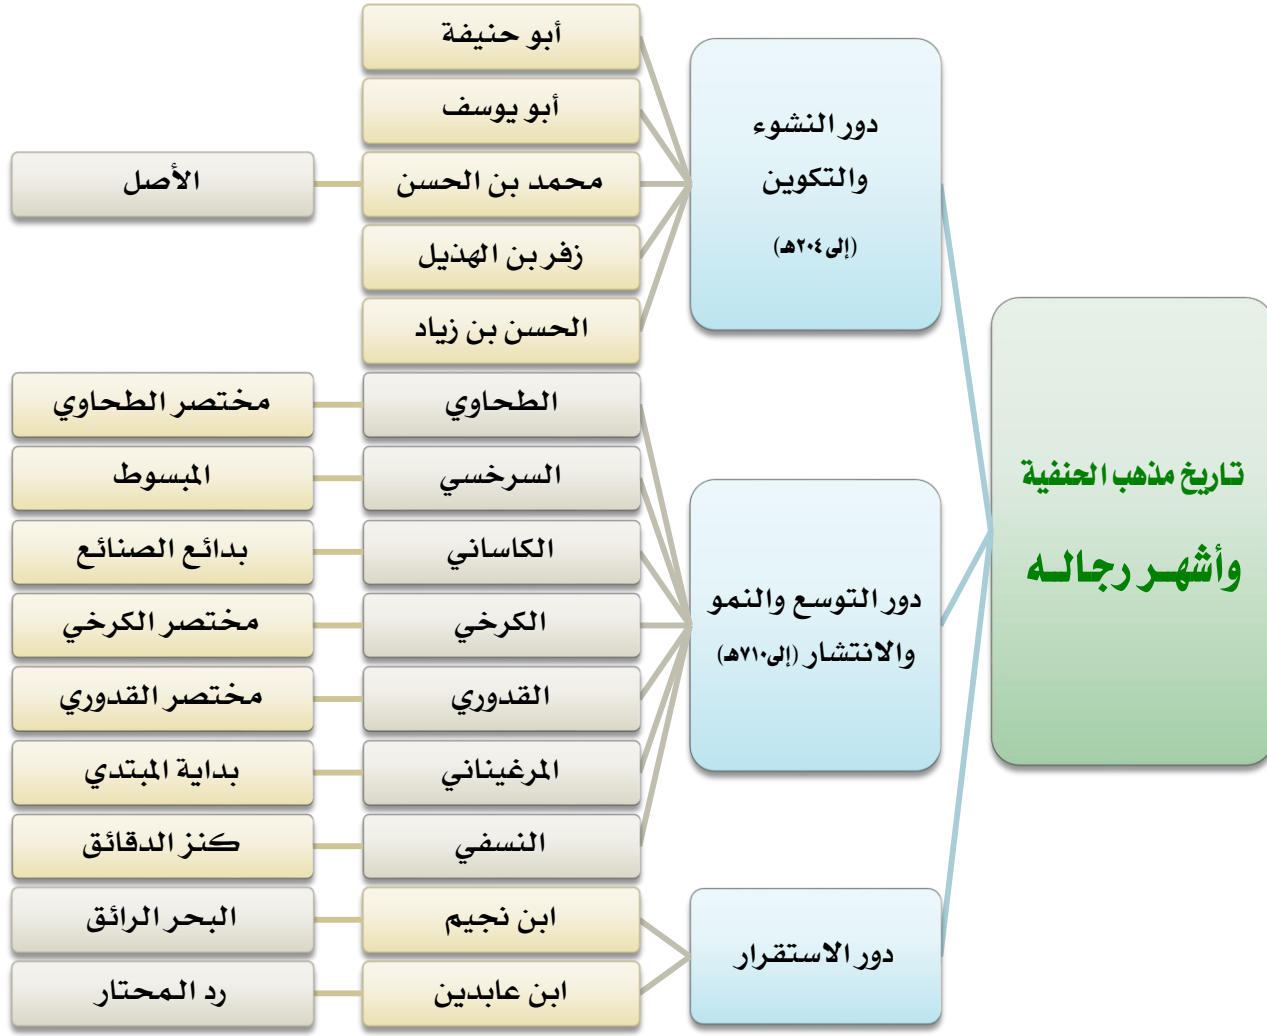 تاريخ مذهب الحنفية
وأشهر رجاله
دور النشوء
والتكوين
(إلى ٢٠٤هـ)
أبو حنيفة
أبو يوسف
محمد بن الحسن
الأصل
زفر بن الهذيل
الحسن بن زياد
دور التوسع والنمو
والانتشار (إلى ٧١٠هـ)
الطحاوي
مختصر الطحاوي
السرخسي
المبسوط
الكاساني
بدائع الصنائع
الكرخي
مختصر الكرخي
القدوري
مختصر القدوري
المرغيناني
بداية المبتدي
النسفي
كنز الدقائق
دور الاستقرار
ابن نجيم
البحر الرائق
ابن عابدين
رد المحتار